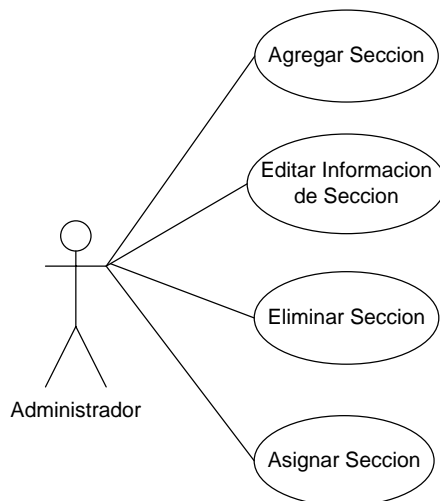 Agregar Seccion
Editar Informacion
de Seccion
Eliminar Seccion
Administrador
Asignar Seccion